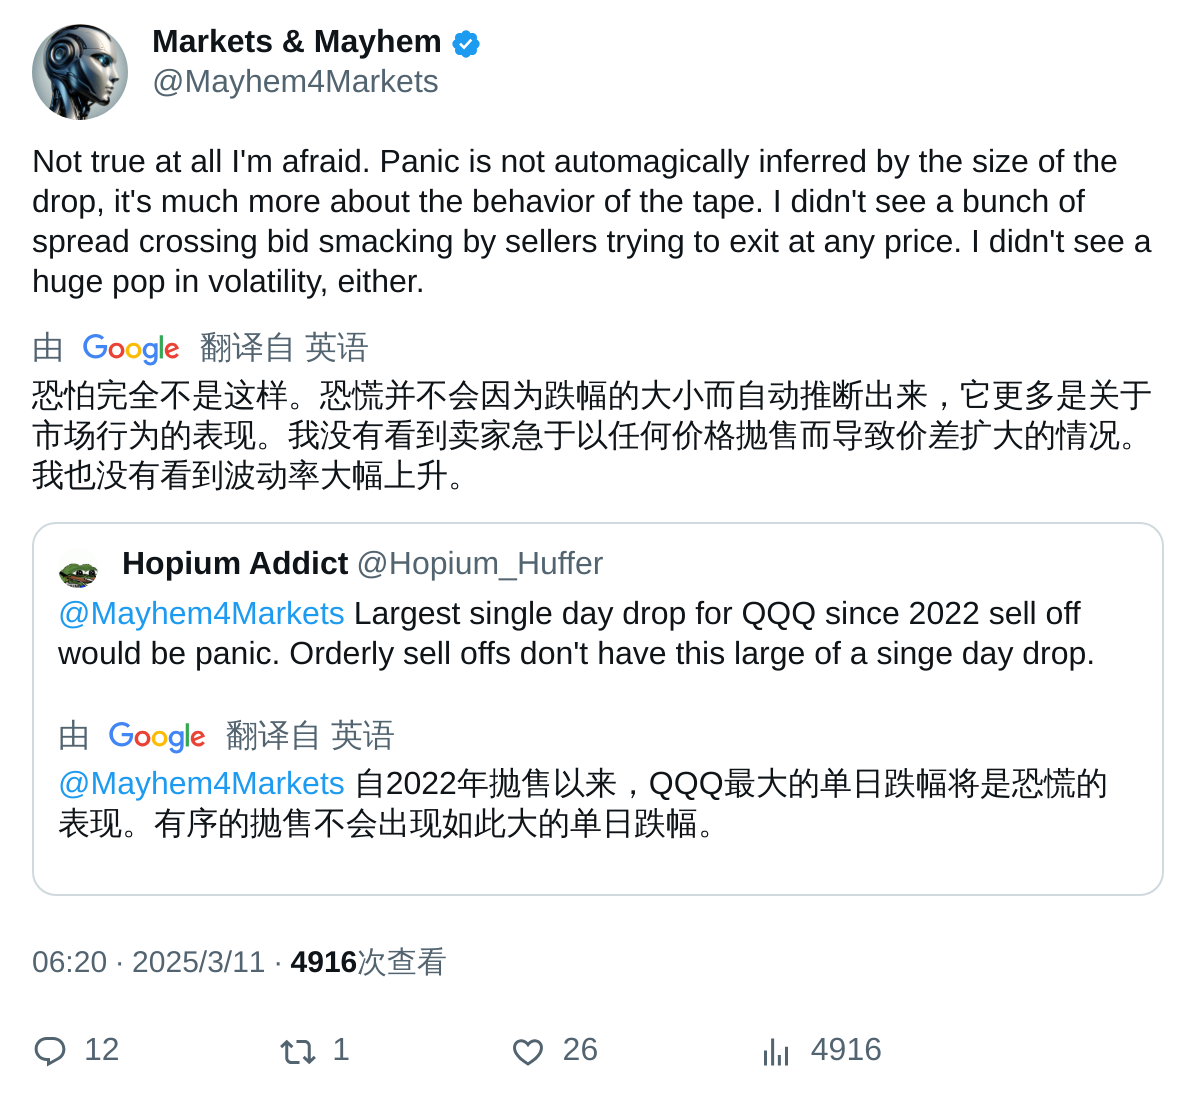 Markets & Mayhem
@Mayhem4Markets
Not true at all I'm afraid. Panic is not automagically inferred by the size of the
drop, it's much more about the behavior of the tape. I didn't see a bunch of
spread crossing bid smacking by sellers trying to exit at any price. I didn't see a
huge pop in volatility, either.
由 Google 翻译自 英语
恐怕完全不是这样。恐慌并不会因为跌幅的大小而自动推断出来，它更多是关于
市场行为的表现。我没有看到卖家急于以任何价格抛售而导致价差扩大的情况。
我也没有看到波动率大幅上升。
Hopium Addict @Hopium_Huffer
@Mayhem4Markets Largest single day drop for QQQ since 2022 sell off
would be panic. Orderly sell offs don't have this large of a singe day drop.
由 Google 翻译自 英语
@Mayhem4Markets 自2022年抛售以来，QQQ最大的单日跌幅将是恐慌的
表现。有序的抛售不会出现如此大的单日跌幅。
06:20 · 2025/3/11 · 4916次查看
12 1 26 4916